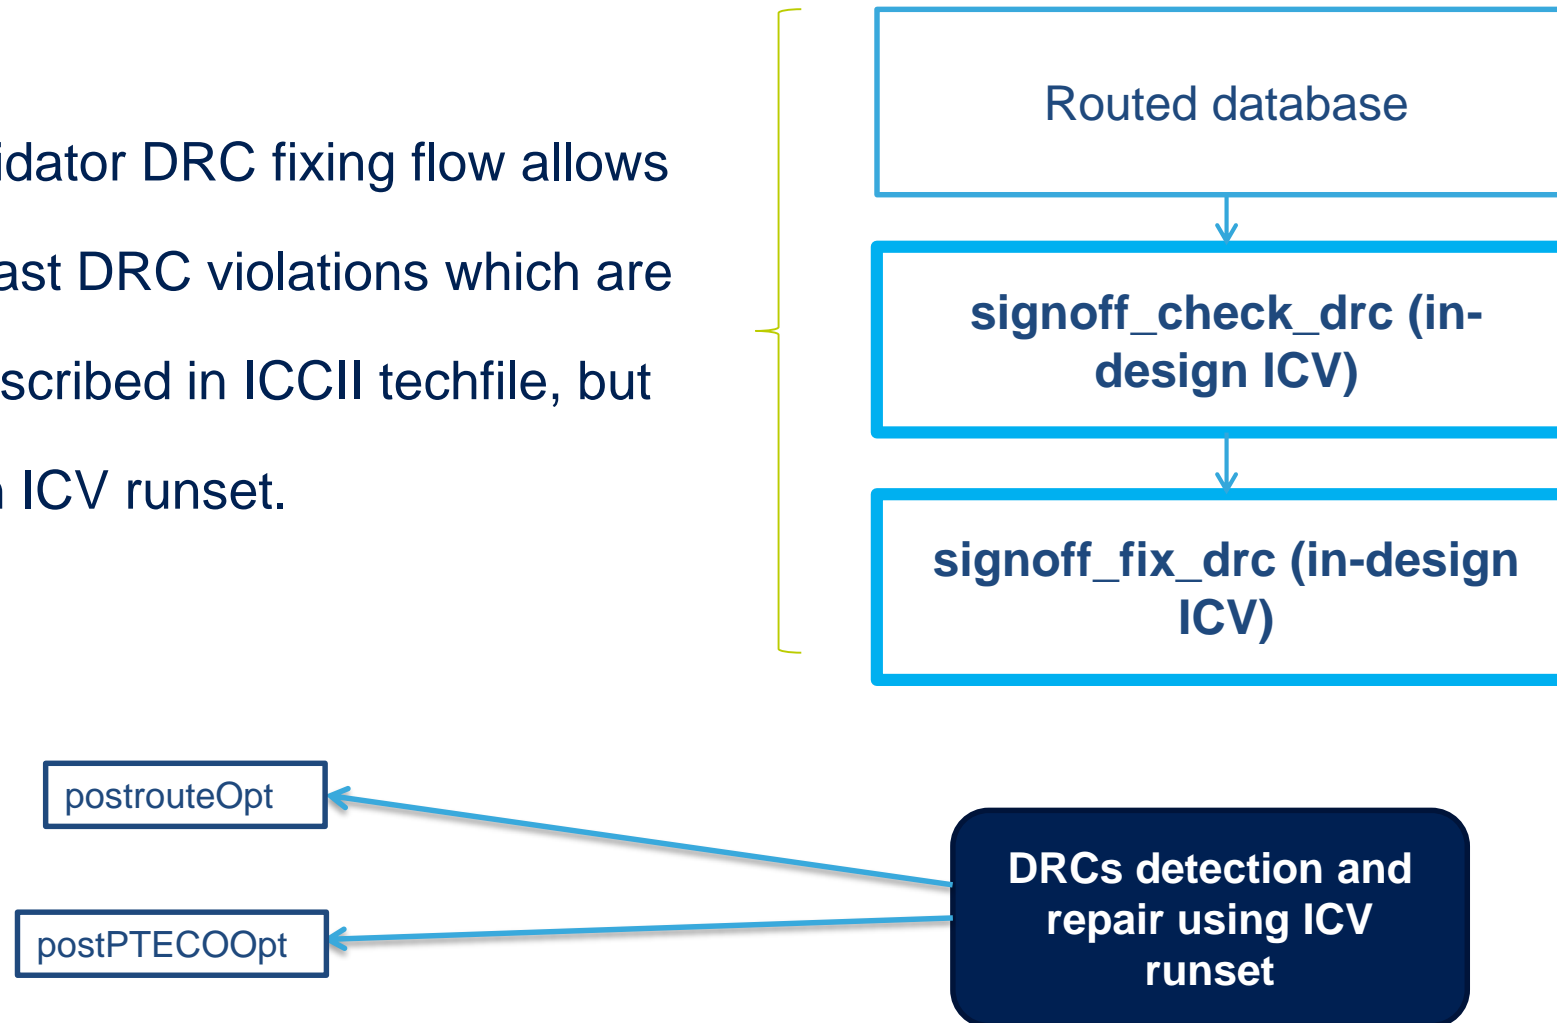 idator DRC fixing flow allows
ast DRC violations which are
scribed in ICCII techfile, but
ICV runset.
Routed database
signoff_check_drc (in-
design ICV)
signoff_fix_drc (in-design
ICV)
postrouteOpt
postPTECOOpt
DRCs detection and
repair using ICV
runset